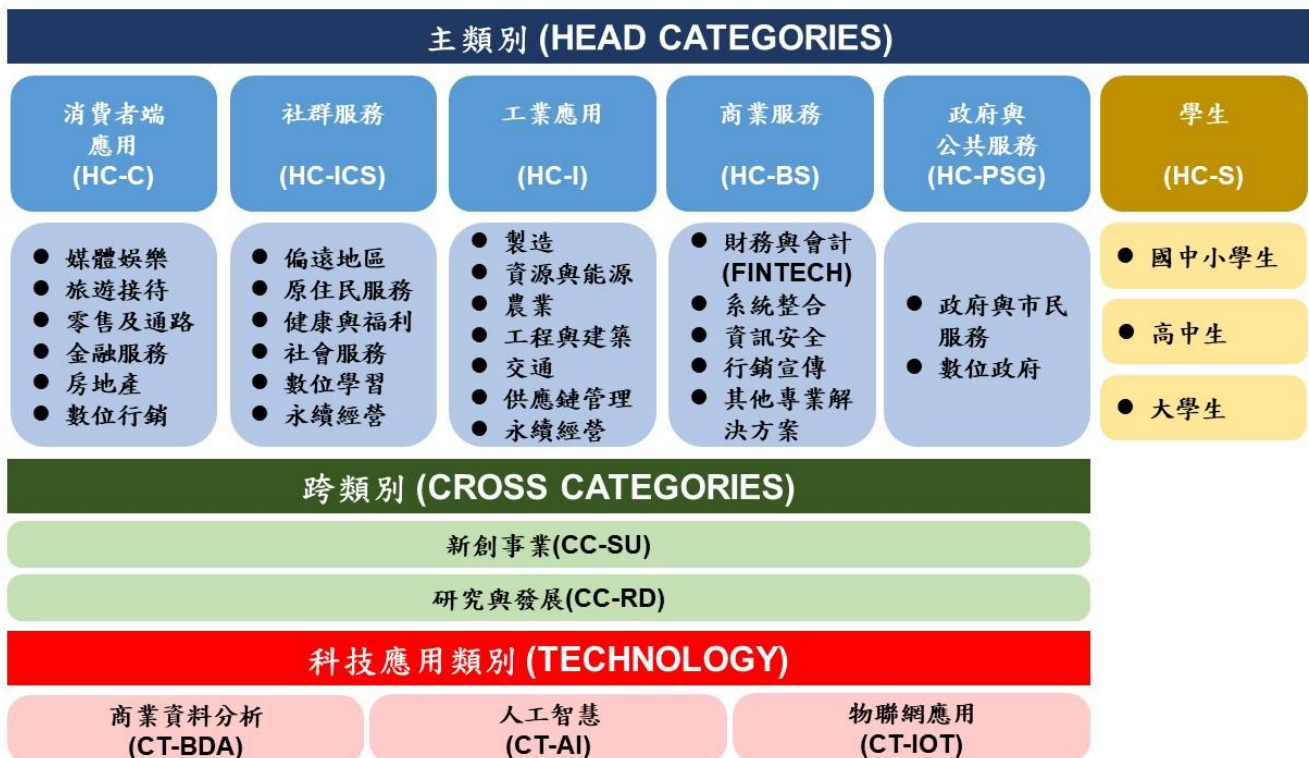 主類別 (HEAD CATEGORIES)
消費者端
應用
(HC-C)
社群服務
(HC-ICS)
工業應用
(HC-I)
商業服務
(HC-BS)
政府與
公共服務
(HC-PSG)
學生
(HC-S)
● 媒體娛樂
● 旅遊接待
● 零售及通路
● 金融服務
● 房地產
● 數位行銷
● 偏遠地區
● 原住民服務
● 健康與福利
● 社會服務
● 數位學習
● 永續經營
● 製造
● 資源與能源
● 農業
● 工程與建築
● 交通
● 供應鏈管理
● 永續經營
● 財務與會計
(FINTECH)
● 系統整合
● 資訊安全
● 行銷宣傳
● 其他專業解
決方案
● 政府與市民
服務
● 數位政府
● 國中小學生
● 高中生
● 大學生
跨類別 (CROSS CATEGORIES)
新創事業(CC-SU)
研究與發展(CC-RD)
科技應用類別 (TECHNOLOGY)
商業資料分析
(CT-BDA)
人工智慧
(CT-AI)
物聯網應用
(CT-IOT)